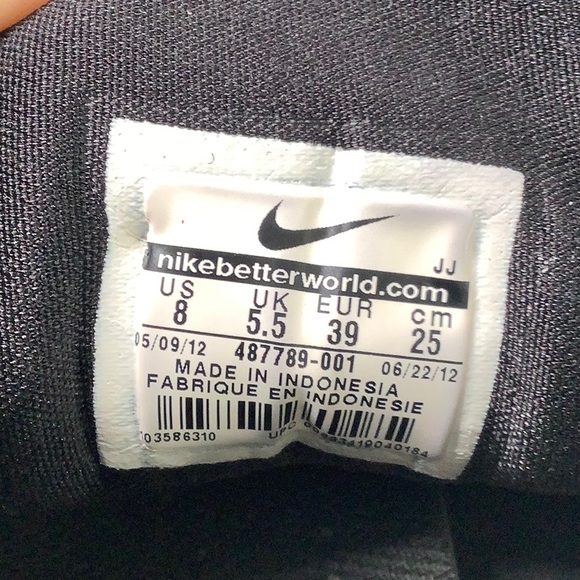 JJ
nikebetterworld.com
US UK EUR cm
8 5.5 39 25
05/09/12 487789-001 06/22/12
MADE IN INDONESIA
FABRIQUE EN INDONESIE
03586310